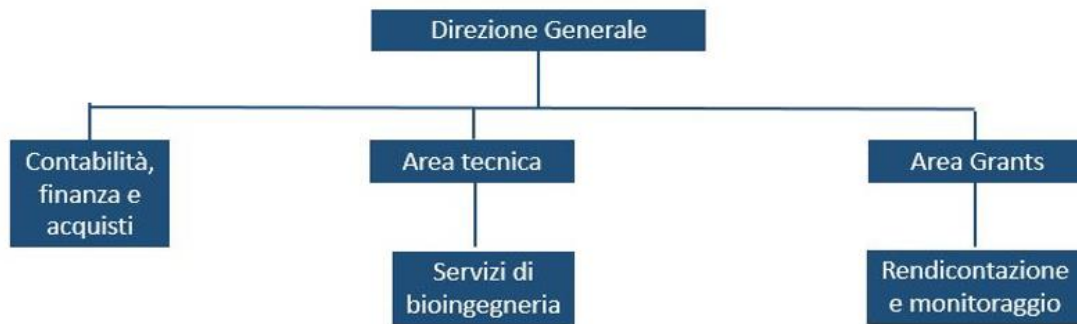 Direzione Generale
Contabilità,
finanza e
acquisti
Area tecnica
Area Grants
Servizi di
bioingegneria
Rendicontazione
e monitoraggio